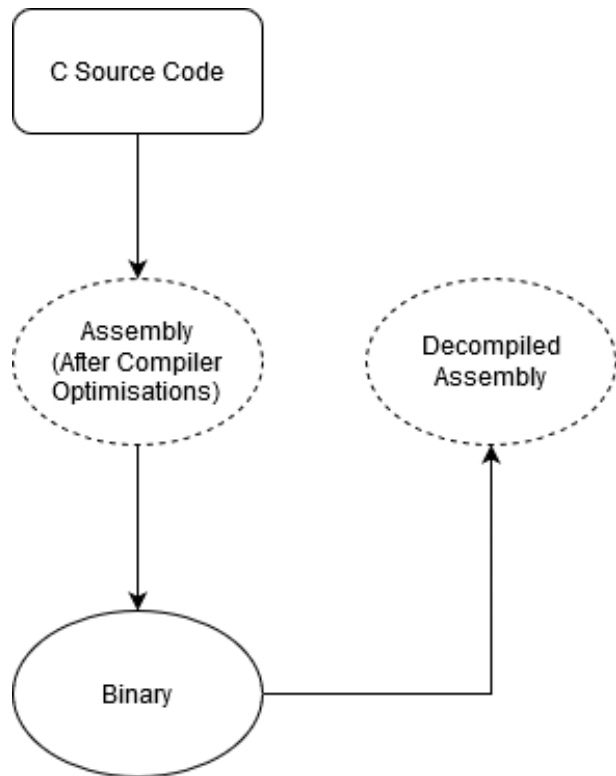 C Source Code
Assembly
(After Compiler
Optimisations)
Decompiled
Assembly
Binary